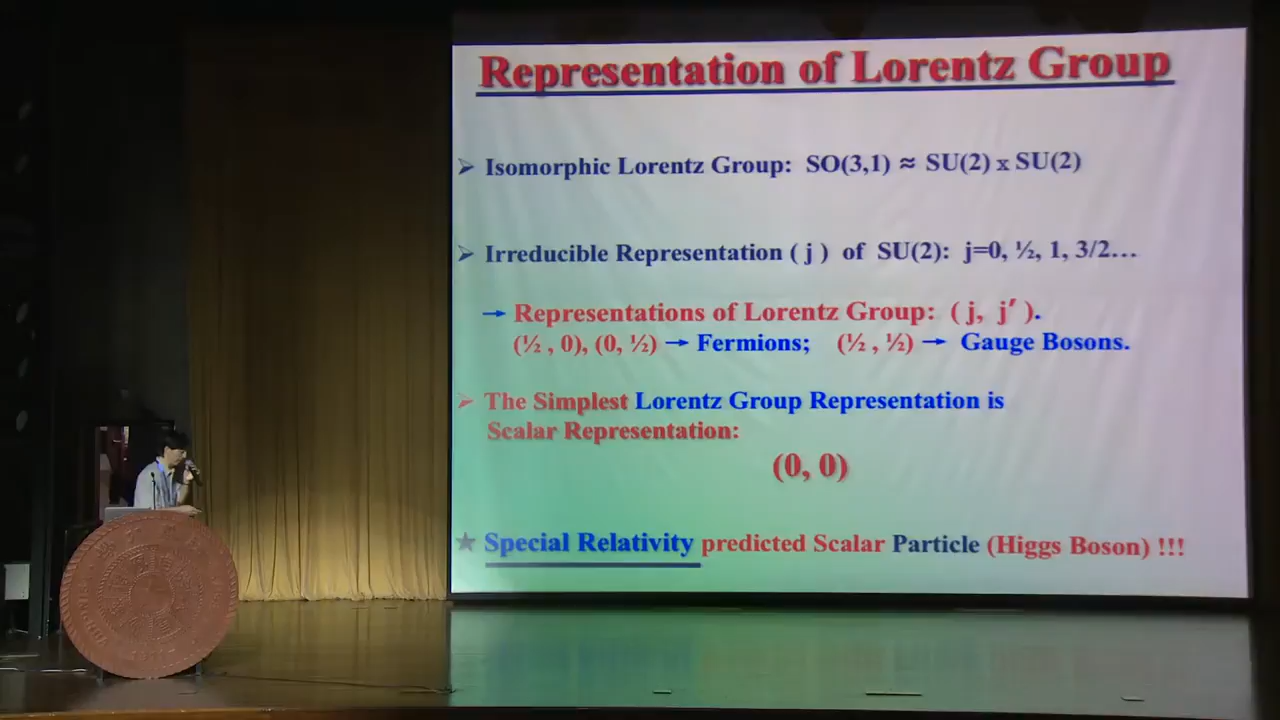 Representation of Lorentz Group
➢ Isomorphic Lorentz Group: SO(3,1) ≈ SU(2) x SU(2)
➢ Irreducible Representation ( j ) of SU(2): j=0, ½, 1, 3/2…
→ Representations of Lorentz Group: ( j, j′ ).
(½ , 0), (0, ½) → Fermions; (½ , ½) → Gauge Bosons.
➢ The Simplest Lorentz Group Representation is
Scalar Representation:
(0, 0)
★ Special Relativity predicted Scalar Particle (Higgs Boson) !!!